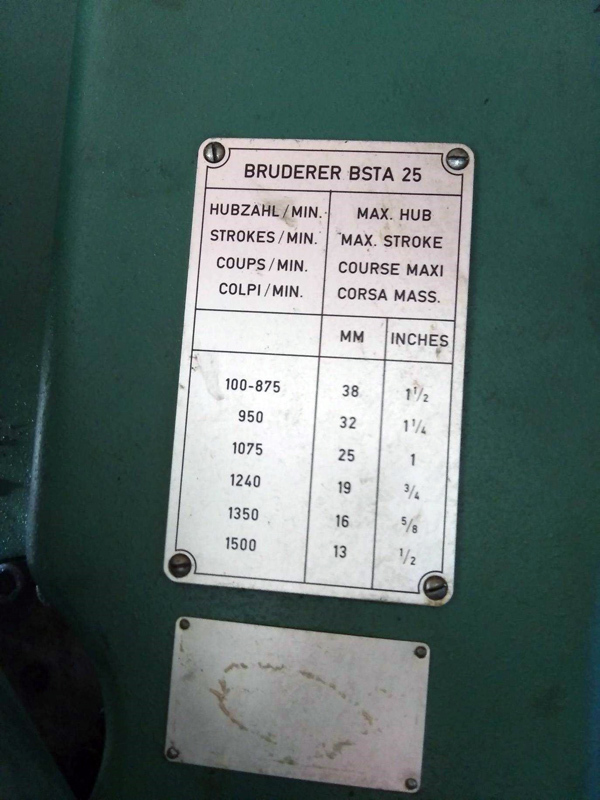 BRUDERER BSTA 25
HUBZAHL/MIN. MAX. HUB
STROKES/MIN. MAX. STROKE
COUPS/MIN. COURSE MAXI
COLPI/MIN. CORSA MASS.
MM INCHES
100-875 38 1 1/2
950 32 1 1/4
1075 25 1
1240 19 3/4
1350 16 5/8
1500 13 1/2